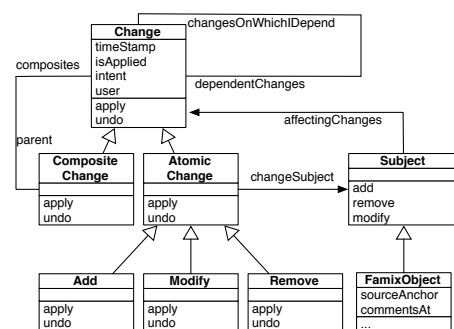 Change
changesOnWhichIDepend
timeStamp
isApplied
intent
user
composites
dependentChanges
apply
undo
affectingChanges
parent
Composite
Change
Atomic
Change
changeSubject
Subject
apply
undo
apply
undo
add
remove
modify
Add
Modify
Remove
FamixObject
sourceAnchor
commentsAt
...
apply
undo
apply
undo
apply
undo